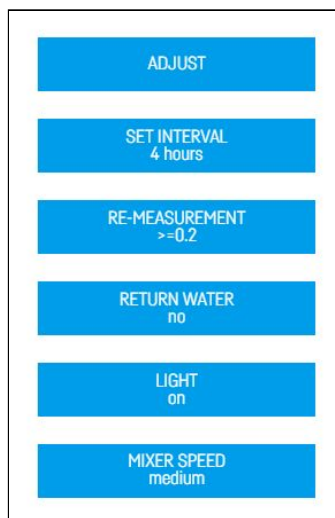 ADJUST
SET INTERVAL
4 hours
RE-MEASUREMENT
>=0.2
RETURN WATER
no
LIGHT
on
MIXER SPEED
medium